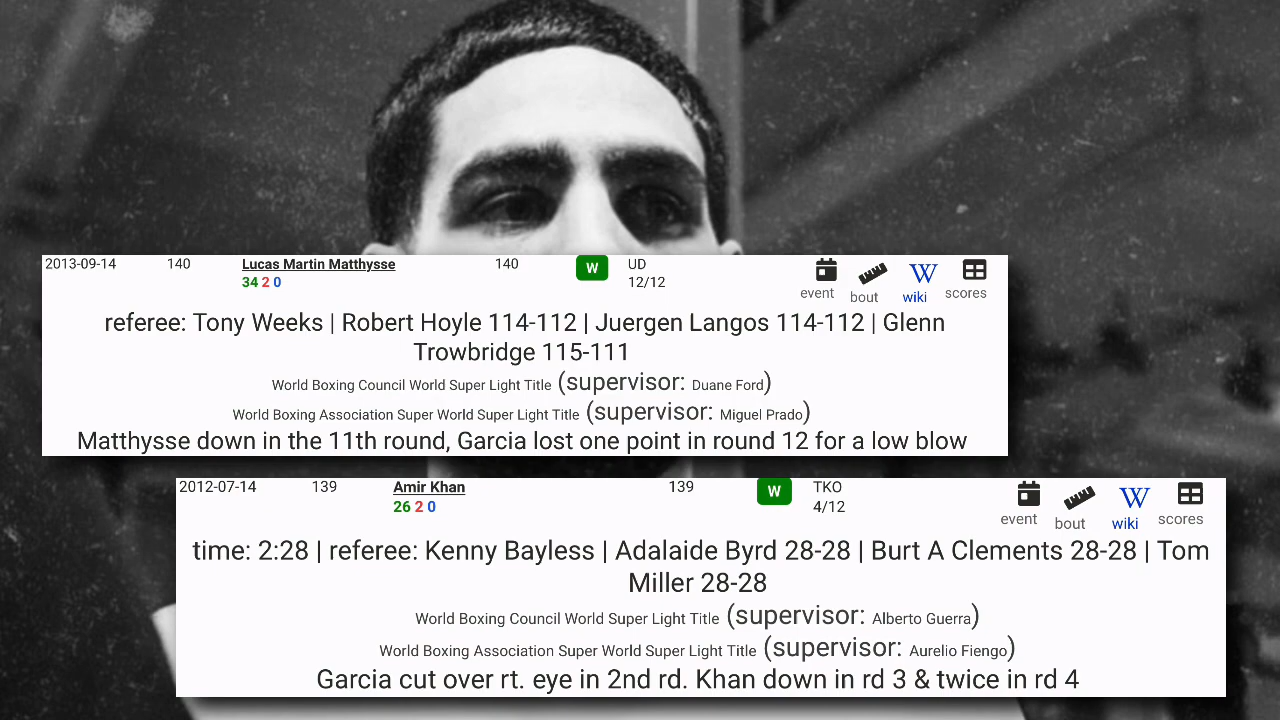 2013-09-14 140 Lucas Martin Matthysse 140 W UD
34 2 0 12/12
event bout wiki scores
referee: Tony Weeks | Robert Hoyle 114-112 | Juergen Langos 114-112 | Glenn
Trowbridge 115-111
World Boxing Council World Super Light Title (supervisor: Duane Ford)
World Boxing Association Super World Super Light Title (supervisor: Miguel Prado)
Matthysse down in the 11th round, Garcia lost one point in round 12 for a low blow
2012-07-14 139 Amir Khan 139 W TKO
26 2 0 4/12
event bout wiki scores
time: 2:28 | referee: Kenny Bayless | Adalaide Byrd 28-28 | Burt A Clements 28-28 | Tom
Miller 28-28
World Boxing Council World Super Light Title (supervisor: Alberto Guerra)
World Boxing Association Super World Super Light Title (supervisor: Aurelio Fiengo)
Garcia cut over rt. eye in 2nd rd. Khan down in rd 3 & twice in rd 4